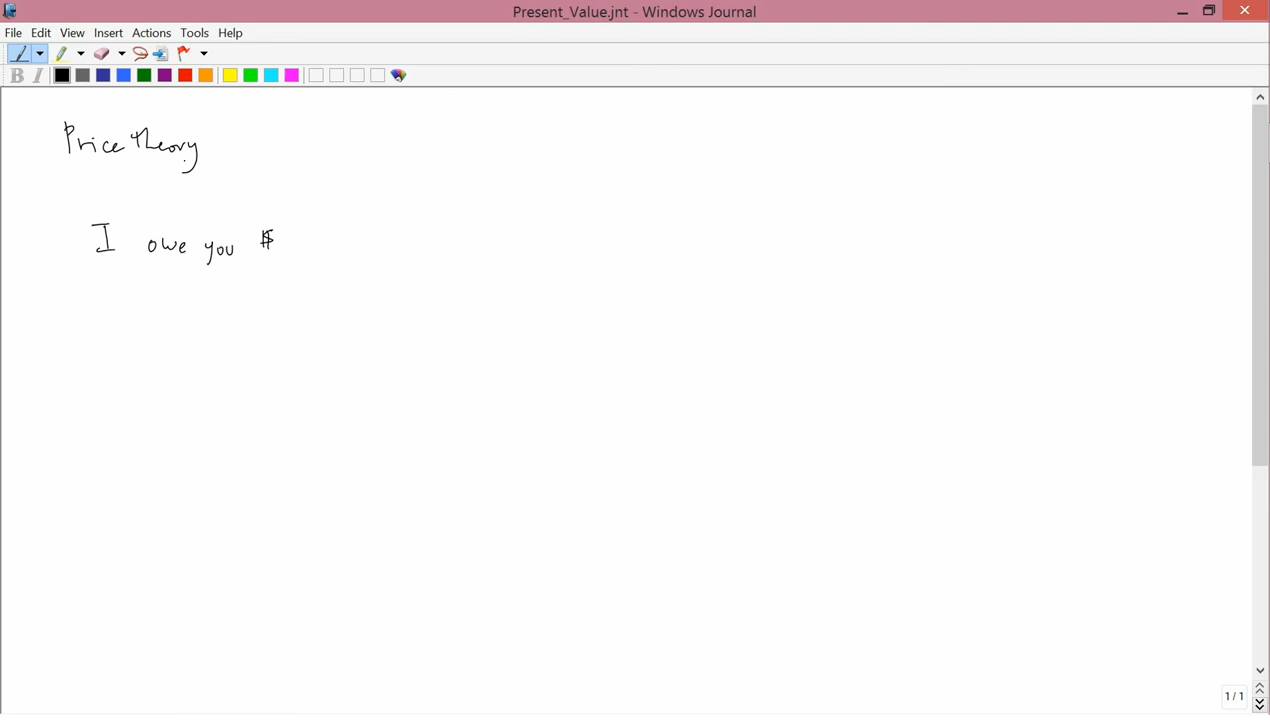 Present_Value.jnt - Windows Journal
File Edit View Insert Actions Tools Help
B I
Price theory
I owe you $
1 / 1